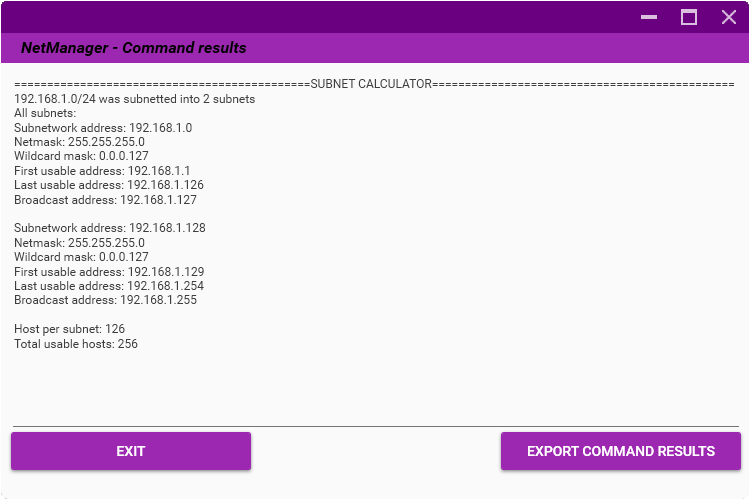 NetManager - Command results
=============================================SUBNET CALCULATOR==============================================
192.168.1.0/24 was subnetted into 2 subnets
All subnets:
Subnetwork address: 192.168.1.0
Netmask: 255.255.255.0
Wildcard mask: 0.0.0.127
First usable address: 192.168.1.1
Last usable address: 192.168.1.126
Broadcast address: 192.168.1.127
Subnetwork address: 192.168.1.128
Netmask: 255.255.255.0
Wildcard mask: 0.0.0.127
First usable address: 192.168.1.129
Last usable address: 192.168.1.254
Broadcast address: 192.168.1.255
Host per subnet: 126
Total usable hosts: 256
EXIT
EXPORT COMMAND RESULTS